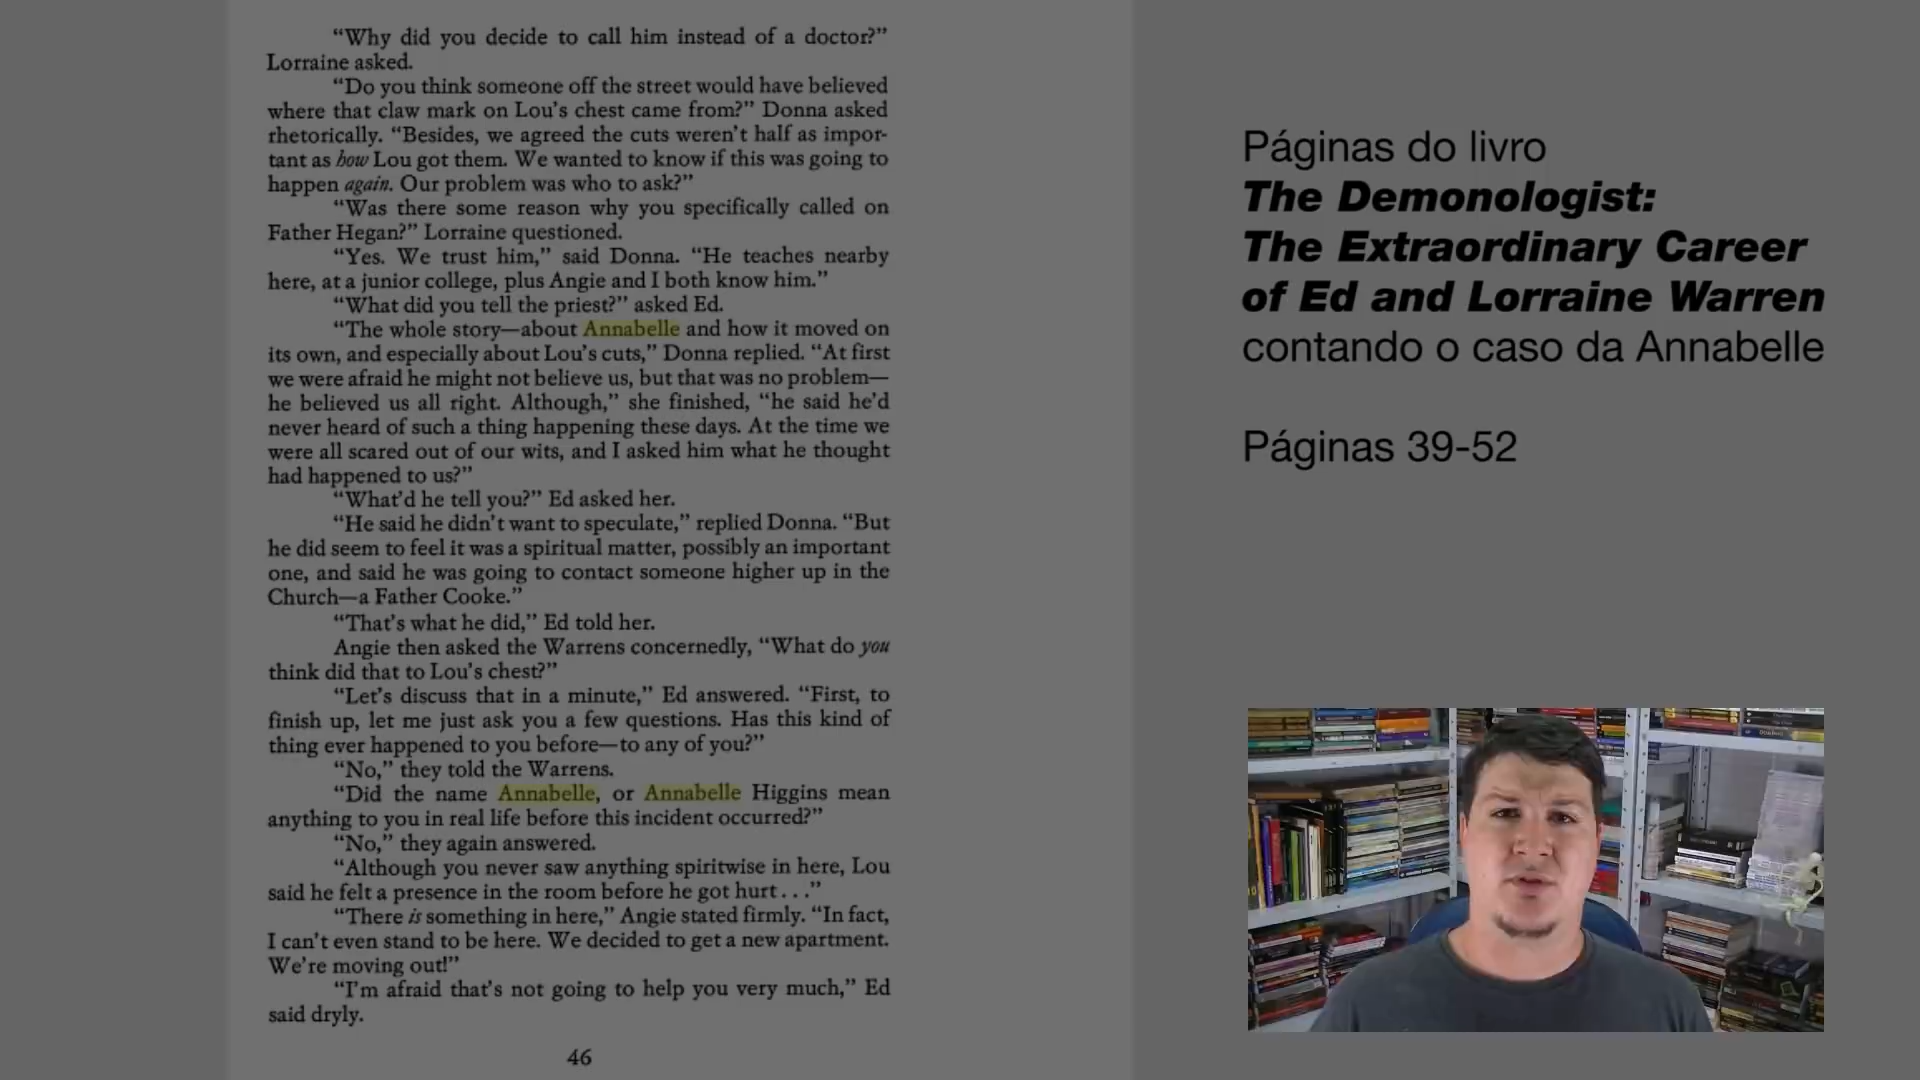 “Why did you decide to call him instead of a doctor?”
Lorraine asked.
“Do you think someone off the street would have believed
where that claw mark on Lou's chest came from?” Donna asked
rhetorically. “Besides, we agreed the cuts weren't half as impor-
tant as how Lou got them. We wanted to know if this was going to
happen again. Our problem was who to ask?”
“Was there some reason why you specifically called on
Father Hegan?” Lorraine questioned.
“Yes. We trust him,” said Donna. “He teaches nearby
here, at a junior college, plus Angie and I both know him.”
“What did you tell the priest?” asked Ed.
“The whole story—about Annabelle and how it moved on
its own, and especially about Lou's cuts,” Donna replied. “At first
we were afraid he might not believe us, but that was no problem—
he believed us all right. Although,” she finished, “he said he'd
never heard of such a thing happening these days. At the time we
were all scared out of our wits, and I asked him what he thought
had happened to us?”
“What'd he tell you?” Ed asked her.
“He said he didn't want to speculate,” replied Donna. “But
he did seem to feel it was a spiritual matter, possibly an important
one, and said he was going to contact someone higher up in the
Church—a Father Cooke.”
“That's what he did,” Ed told her.
Angie then asked the Warrens concernedly, “What do you
think did that to Lou's chest?”
“Let's discuss that in a minute,” Ed answered. “First, to
finish up, let me just ask you a few questions. Has this kind of
thing ever happened to you before—to any of you?”
“No,” they told the Warrens.
“Did the name Annabelle, or Annabelle Higgins mean
anything to you in real life before this incident occurred?”
“No,” they again answered.
“Although you never saw anything spiritwise in here, Lou
said he felt a presence in the room before he got hurt . . .”
“There is something in here,” Angie stated firmly. “In fact,
I can't even stand to be here. We decided to get a new apartment.
We're moving out!”
“I'm afraid that's not going to help you very much,” Ed
said dryly.
46
Páginas do livro
The Demonologist:
The Extraordinary Career
of Ed and Lorraine Warren
contando o caso da Annabelle
Páginas 39-52